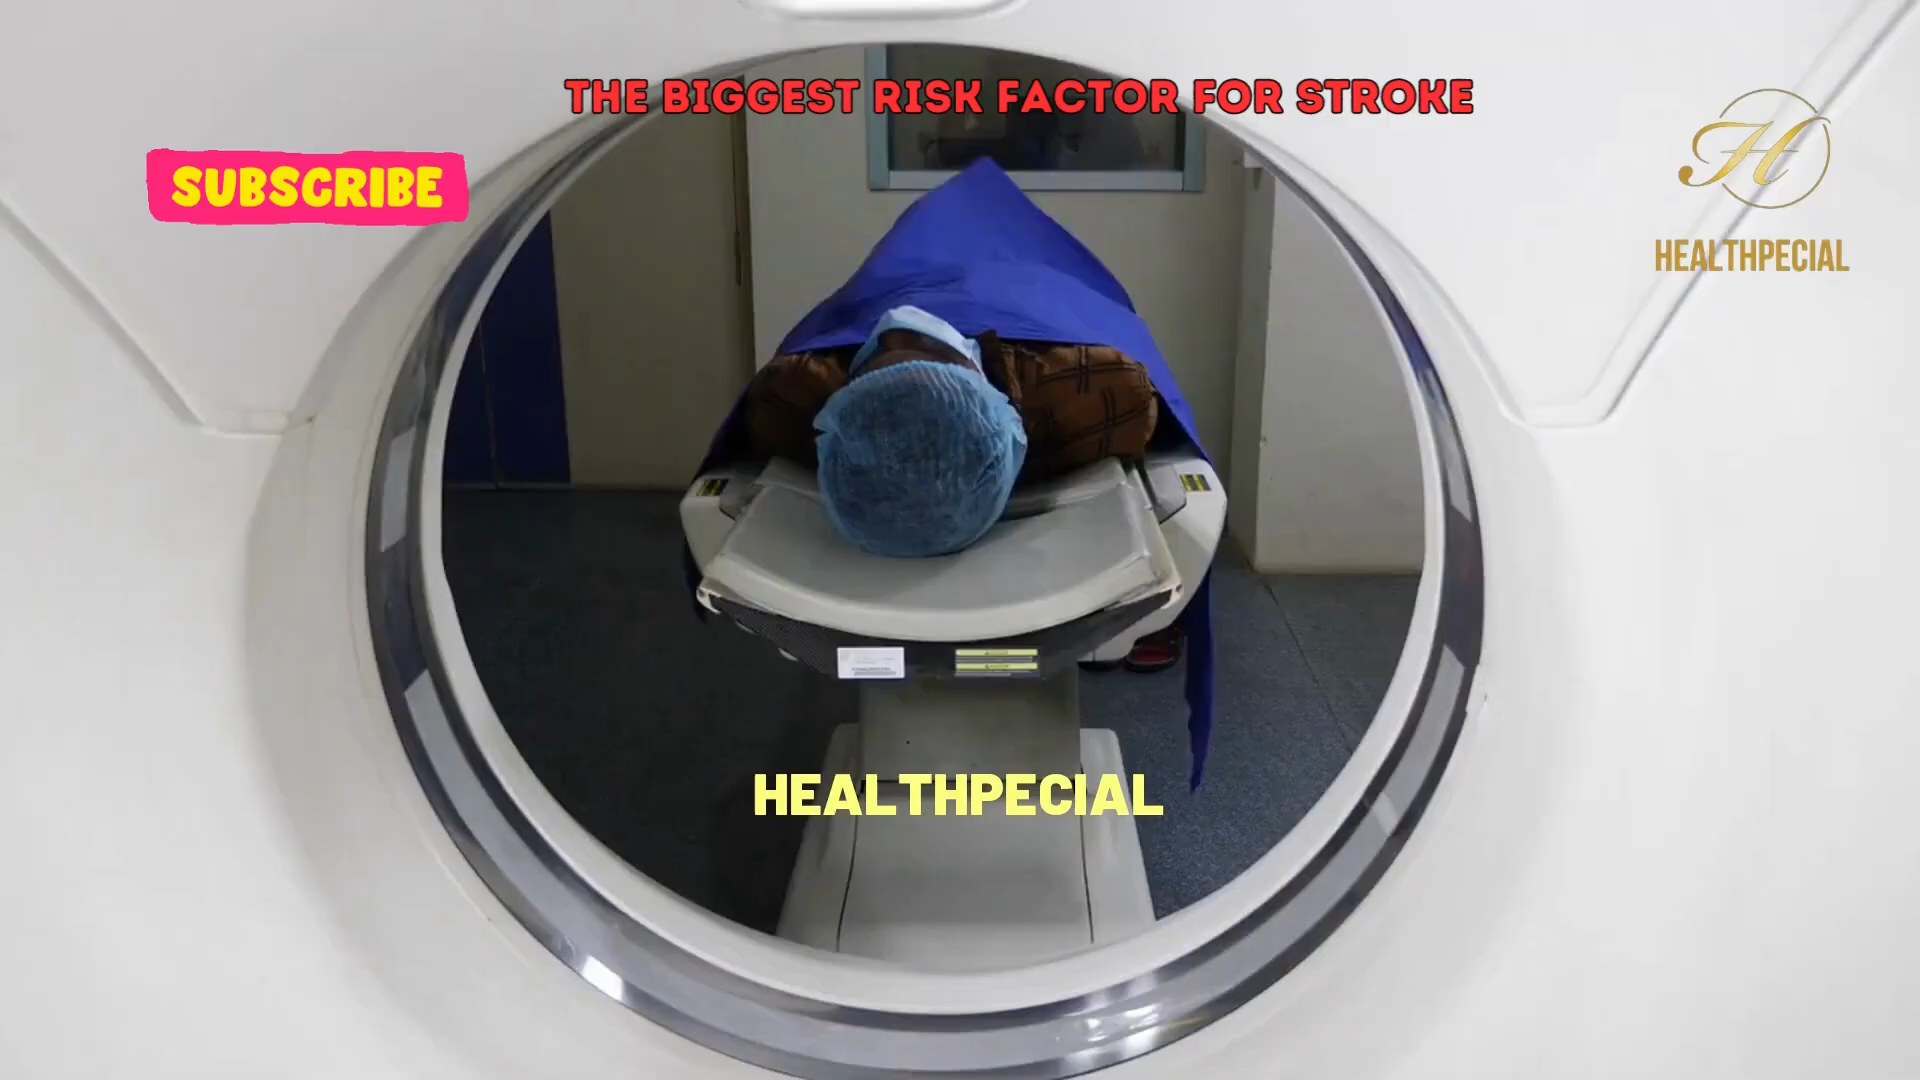 THE BIGGEST RISK FACTOR FOR STROKE
SUBSCRIBE
H
HEALTHPECIAL
HEALTHPECIAL